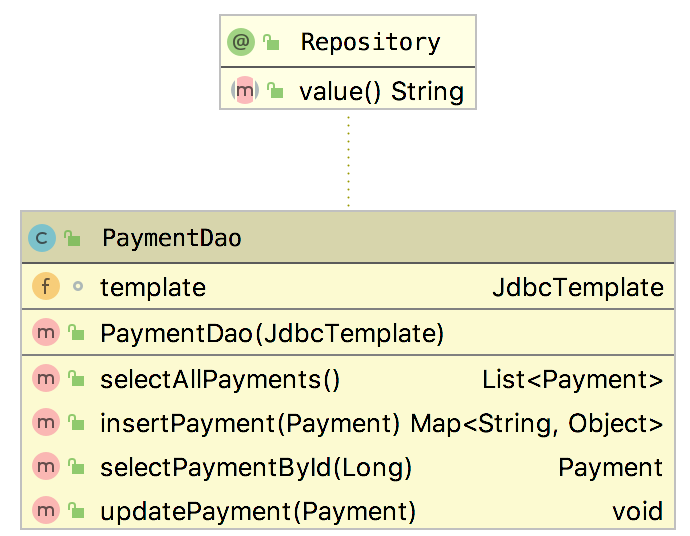 @ Repository
m value() String
C PaymentDao
f template JdbcTemplate
m PaymentDao(JdbcTemplate)
m selectAllPayments() List<Payment>
m insertPayment(Payment) Map<String, Object>
m selectPaymentById(Long) Payment
m updatePayment(Payment) void